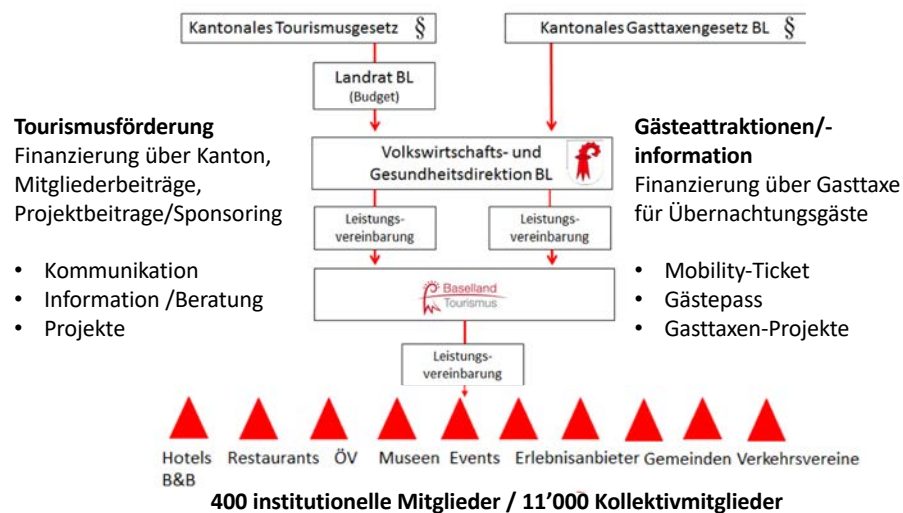 Kantonales Tourismusgesetz §
Kantonales Gasttaxengesetz BL §
Landrat BL
(Budget)
Tourismusförderung
Finanzierung über Kanton,
Mitgliederbeiträge,
Projektbeitrage/Sponsoring
• Kommunikation
• Information /Beratung
• Projekte
Volkswirtschafts- und
Gesundheitsdirektion BL
Gästeattraktionen/-
information
Finanzierung über Gasttaxe
für Übernachtungsgäste
• Mobility-Ticket
• Gästepass
• Gasttaxen-Projekte
Leistungs-
vereinbarung
Leistungs-
vereinbarung
Baselland
Tourismus
Leistungs-
vereinbarung
Hotels
B&B
Restaurants
ÖV
Museen
Events
Erlebnisanbieter
Gemeinden
Verkehrsvereine
400 institutionelle Mitglieder / 11’000 Kollektivmitglieder